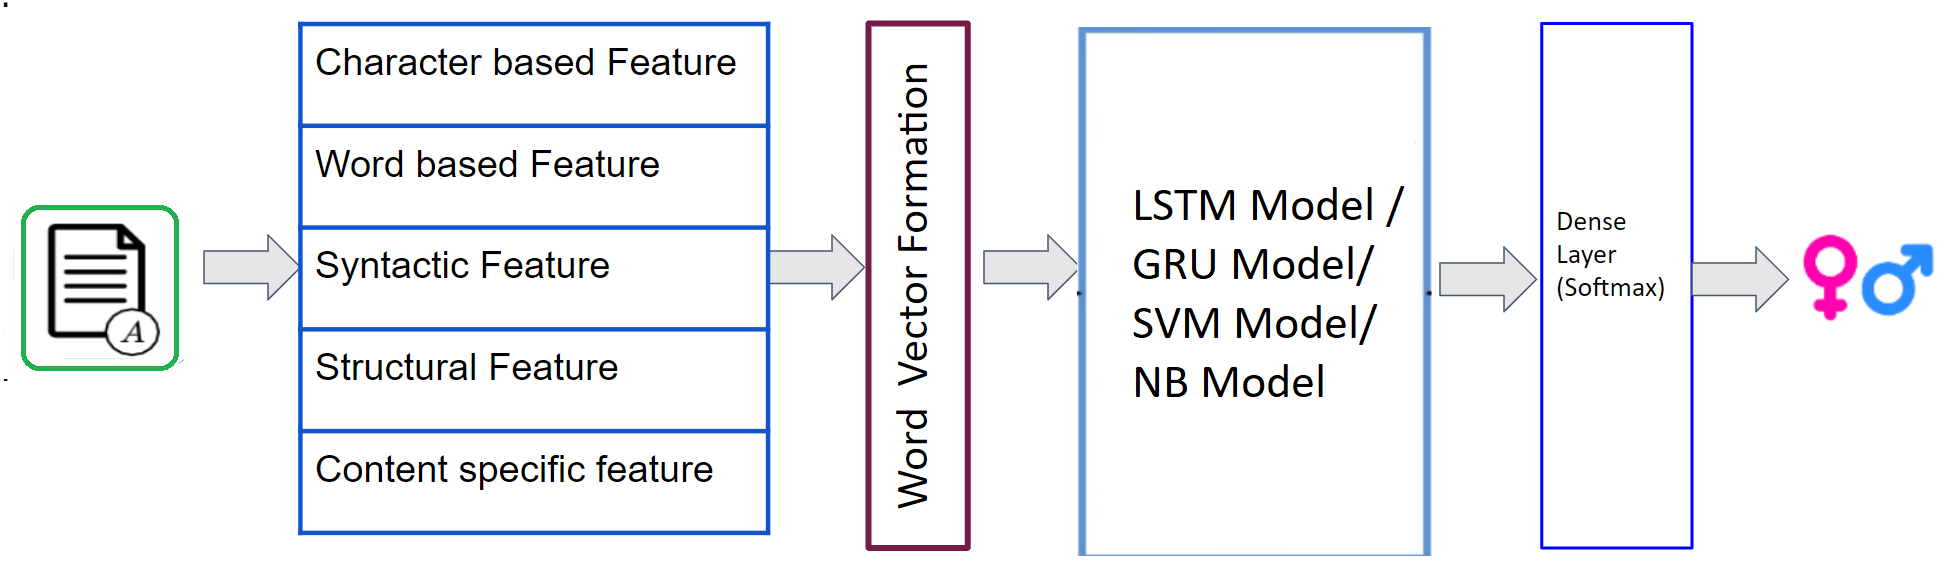 A
Character based Feature
Word based Feature
Syntactic Feature
Structural Feature
Content specific feature
Word Vector Formation
LSTM Model /
GRU Model/
SVM Model/
NB Model
Dense
Layer
(Softmax)